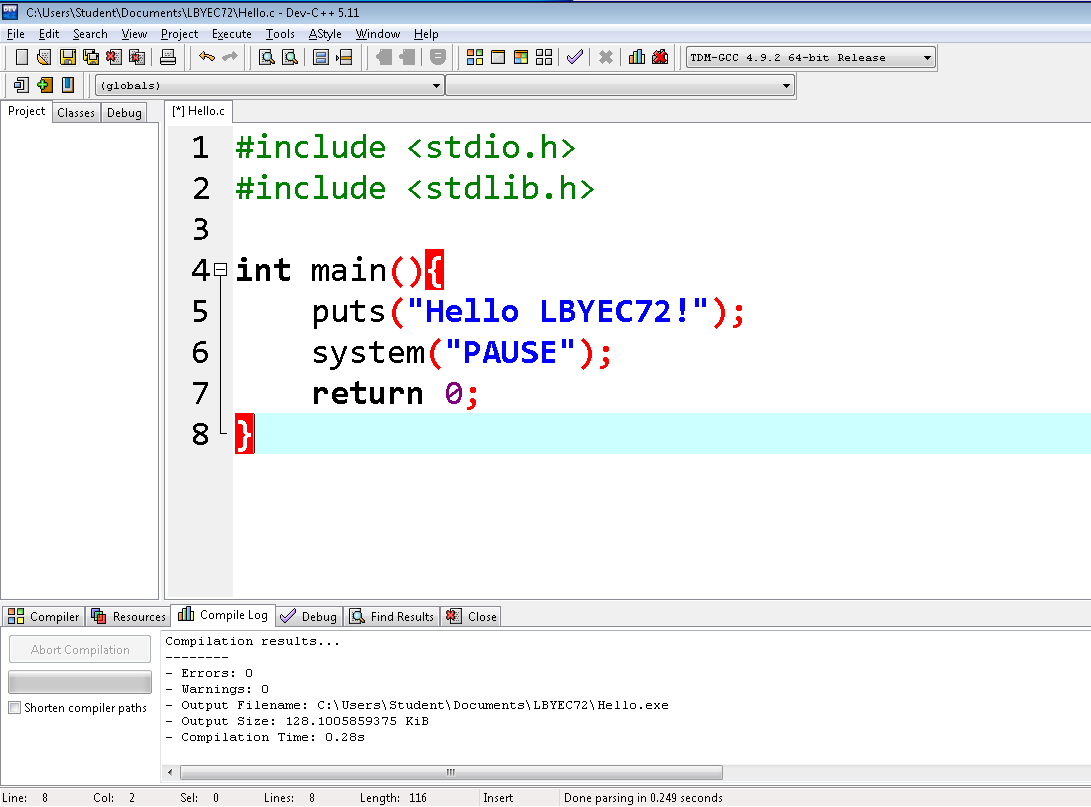 C:\Users\Student\Documents\LBYEC72\Hello.c - Dev-C++ 5.11
File Edit Search View Project Execute Tools AStyle Window Help
TDM-GCC 4.9.2 64-bit Release
(globals)
Project Classes Debug [*] Hello.c
1 #include <stdio.h>
2 #include <stdlib.h>
3
4 int main(){
5 puts("Hello LBYEC72!");
6 system("PAUSE");
7 return 0;
8 }
Compiler Resources Compile Log Debug Find Results Close
Abort Compilation
Shorten compiler paths
Compilation results...
--------
- Errors: 0
- Warnings: 0
- Output Filename: C:\Users\Student\Documents\LBYEC72\Hello.exe
- Output Size: 128.1005859375 KiB
- Compilation Time: 0.28s
Line: 8 Col: 2 Sel: 0 Lines: 8 Length: 116 Insert Done parsing in 0.249 seconds